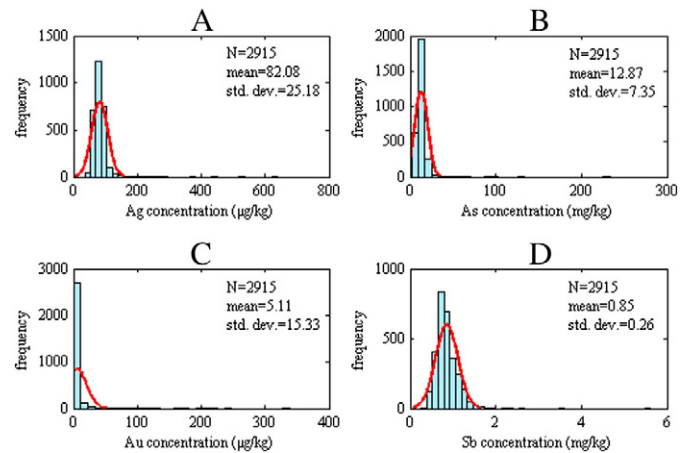 A
1500
1000
500
0
frequency
N=2915
mean=82.08
std. dev.=25.18
0 200 400 600 800
Ag concentration (μg/kg)
B
2000
1500
1000
500
0
frequency
N=2915
mean=12.87
std. dev.=7.35
0 100 200 300
As concentration (mg/kg)
C
3000
2000
1000
0
frequency
N=2915
mean=5.11
std. dev.=15.33
0 100 200 300 400
Au concentration (μg/kg)
D
1000
500
0
frequency
N=2915
mean=0.85
std. dev.=0.26
0 2 4 6
Sb concentration (mg/kg)